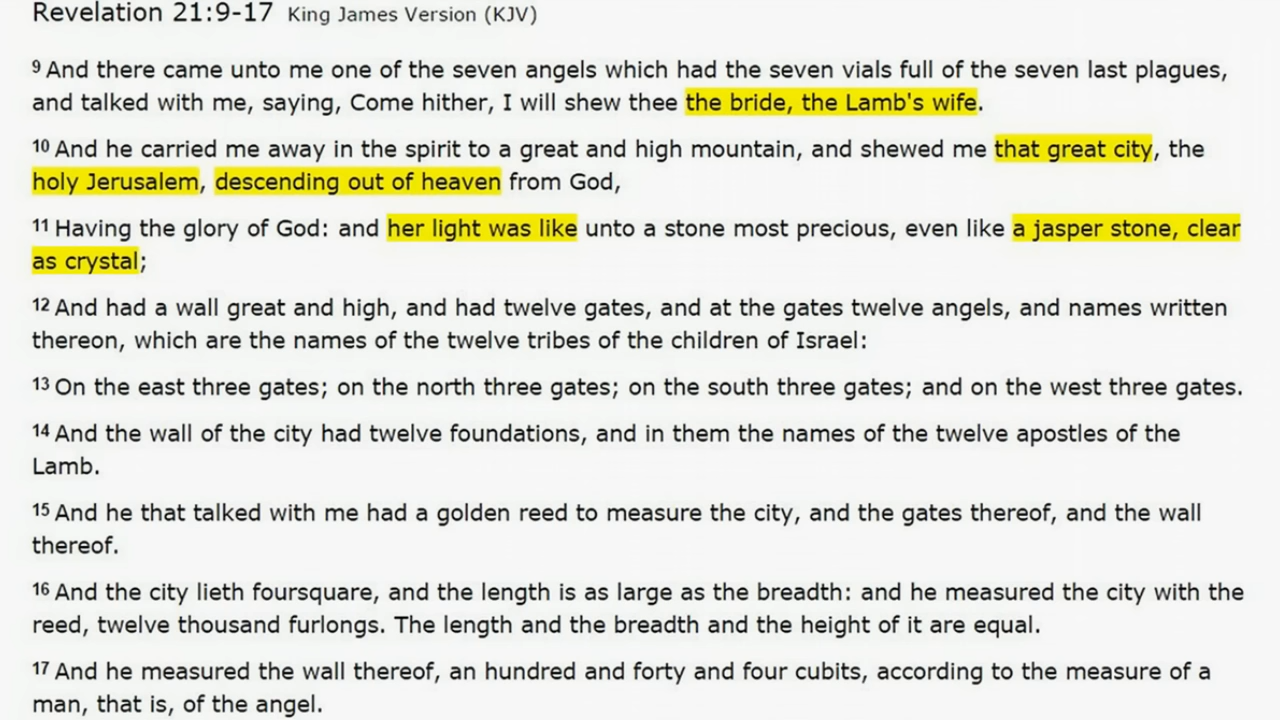 Revelation 21:9-17 King James Version (KJV)
9 And there came unto me one of the seven angels which had the seven vials full of the seven last plagues,
and talked with me, saying, Come hither, I will shew thee the bride, the Lamb's wife.
10 And he carried me away in the spirit to a great and high mountain, and shewed me that great city, the
holy Jerusalem, descending out of heaven from God,
11 Having the glory of God: and her light was like unto a stone most precious, even like a jasper stone, clear
as crystal;
12 And had a wall great and high, and had twelve gates, and at the gates twelve angels, and names written
thereon, which are the names of the twelve tribes of the children of Israel:
13 On the east three gates; on the north three gates; on the south three gates; and on the west three gates.
14 And the wall of the city had twelve foundations, and in them the names of the twelve apostles of the
Lamb.
15 And he that talked with me had a golden reed to measure the city, and the gates thereof, and the wall
thereof.
16 And the city lieth foursquare, and the length is as large as the breadth: and he measured the city with the
reed, twelve thousand furlongs. The length and the breadth and the height of it are equal.
17 And he measured the wall thereof, an hundred and forty and four cubits, according to the measure of a
man, that is, of the angel.